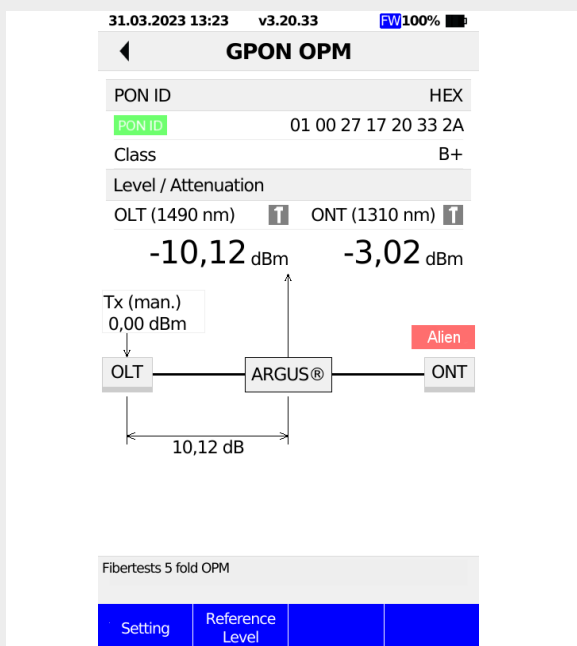 31.03.2023 13:23 v3.20.33 FW 100%
GPON OPM
PON ID HEX
PON ID 01 00 27 17 20 33 2A
Class B+
Level / Attenuation
OLT (1490 nm) T ONT (1310 nm) T
-10,12 dBm -3,02 dBm
Tx (man.)
0,00 dBm
Alien
OLT ARGUS® ONT
10,12 dB
Fibertests 5 fold OPM
Setting Reference
Level